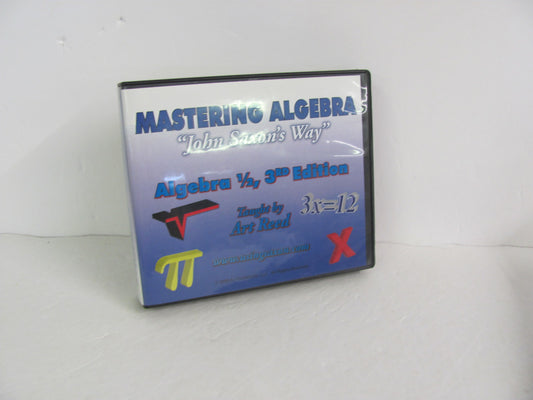 MASTERING ALGEBRA
"John Saxon's Way"
Algebra 1/2, 3RD Edition
Taught by
Art Reed
3x=12
π
X